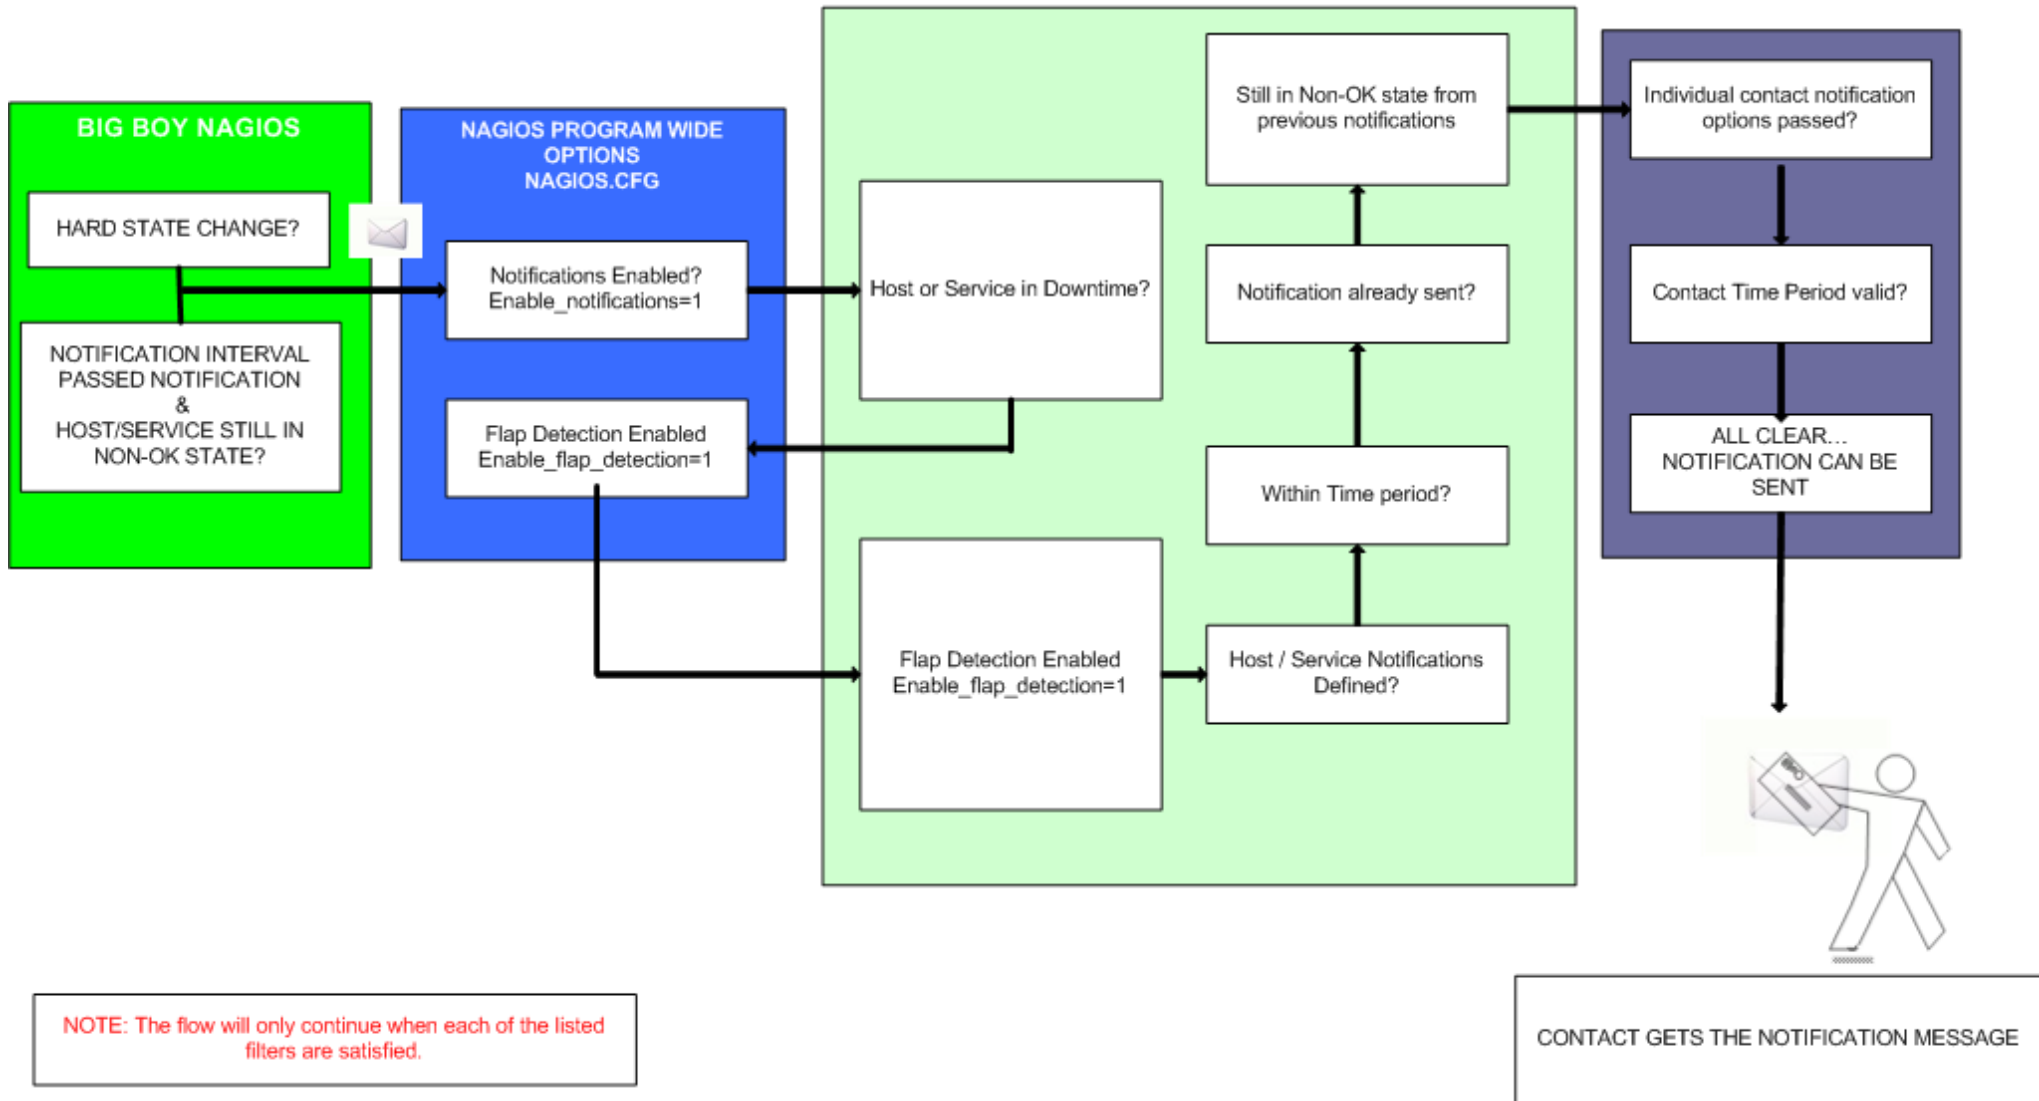 BIG BOY NAGIOS
HARD STATE CHANGE?
NOTIFICATION INTERVAL
PASSED NOTIFICATION
&
HOST/SERVICE STILL IN
NON-OK STATE?
NAGIOS PROGRAM WIDE
OPTIONS
NAGIOS.CFG
Notifications Enabled?
Enable_notifications=1
Flap Detection Enabled
Enable_flap_detection=1
Host or Service in Downtime?
Flap Detection Enabled
Enable_flap_detection=1
Still in Non-OK state from
previous notifications
Notification already sent?
Within Time period?
Host / Service Notifications
Defined?
Individual contact notification
options passed?
Contact Time Period valid?
ALL CLEAR...
NOTIFICATION CAN BE
SENT
NOTE: The flow will only continue when each of the listed
filters are satisfied.
CONTACT GETS THE NOTIFICATION MESSAGE